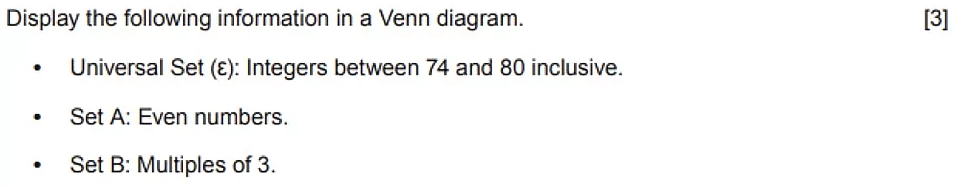 Display the following information in a Venn diagram. [3]
• Universal Set (ε): Integers between 74 and 80 inclusive.
• Set A: Even numbers.
• Set B: Multiples of 3.